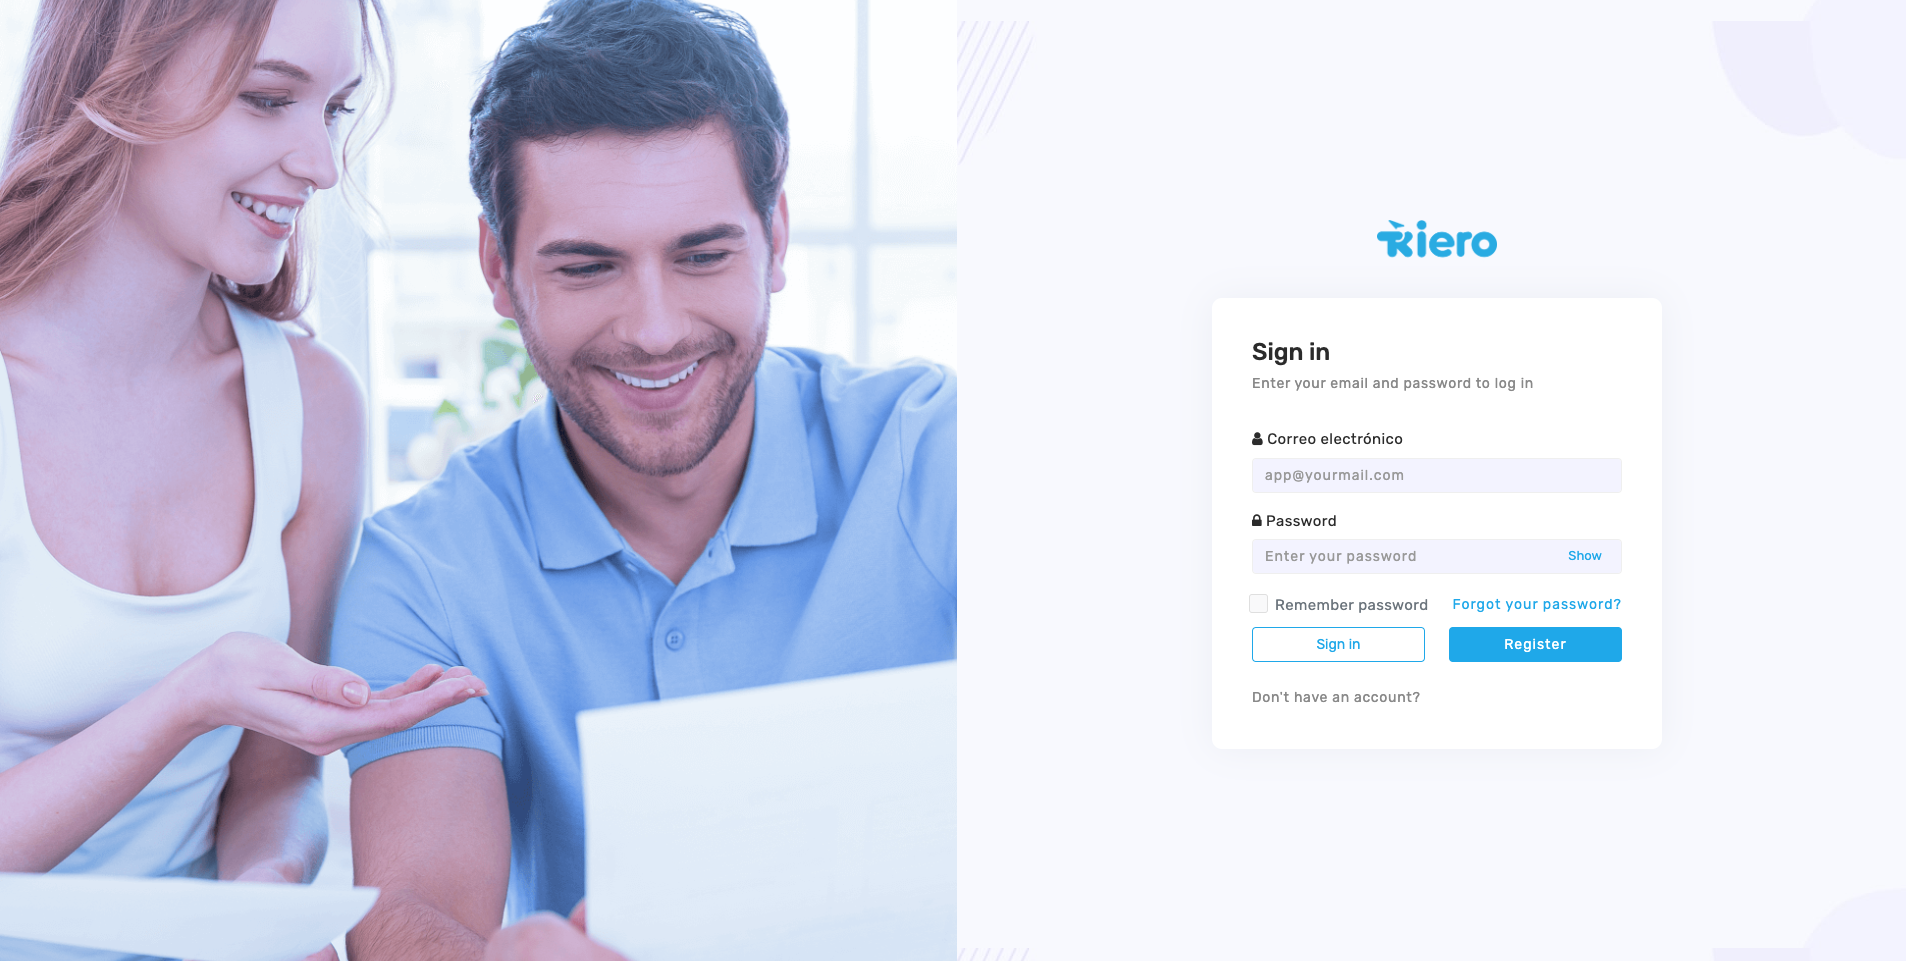 Kiero
Sign in
Enter your email and password to log in
Correo electrónico
app@yourmail.com
Password
Enter your password Show
Remember password Forgot your password?
Sign in Register
Don't have an account?